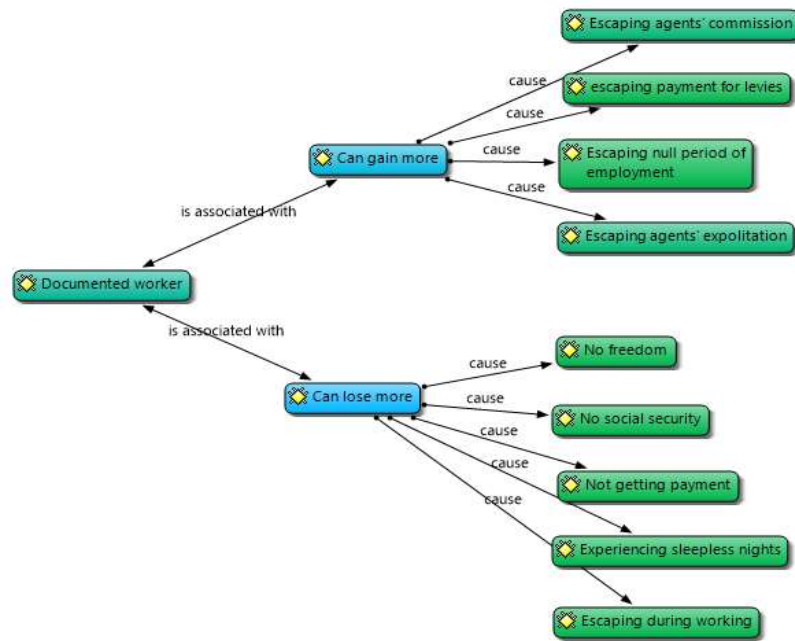 Escaping agents' commission
cause
escaping payment for levies
cause
Can gain more
cause
Escaping null period of
employment
cause
Escaping agents' expolitation
is associated with
Documented worker
is associated with
No freedom
cause
Can lose more
cause
No social security
cause
Not getting payment
cause
Experiencing sleepless nights
cause
Escaping during working